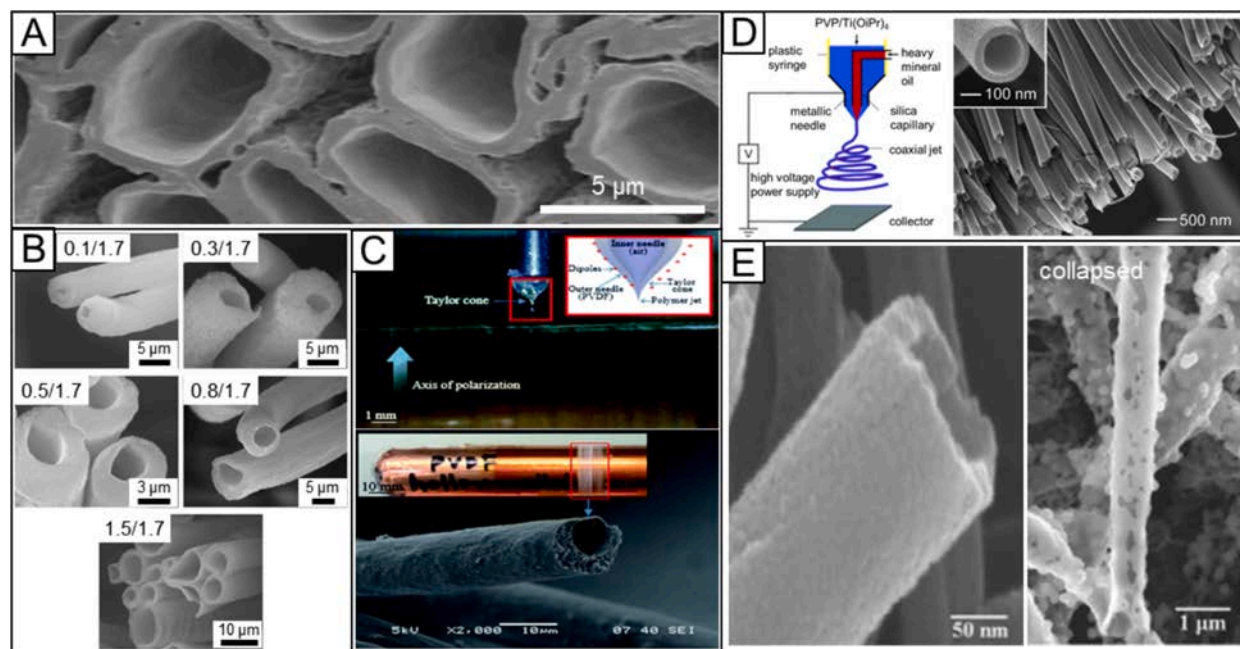 A
5 µm
B
0.1/1.7
5 µm
0.3/1.7
5 µm
0.5/1.7
3 µm
0.8/1.7
5 µm
1.5/1.7
10 µm
C
Taylor cone
Inner needle
(air)
Dipoles
Outer needle
(PVDF)
Taylor
cone
Polymer jet
Axis of polarization
1 mm
PVDF
10 mm
5kV X2,000 10µm 07 40 SEI
D
PVP/Ti(OiPr)4
plastic
syringe
heavy
mineral
oil
metallic
needle
silica
capillary
V
coaxial jet
high voltage
power supply
collector
100 nm
500 nm
E
50 nm
collapsed
1 µm